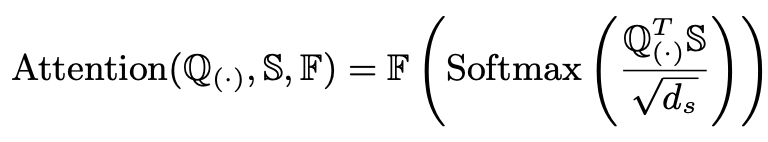 Attention(ℚ_(·), 𝕊, 𝔽) = 𝔽 (Softmax (ℚ_(·)^T 𝕊 / √d_s))